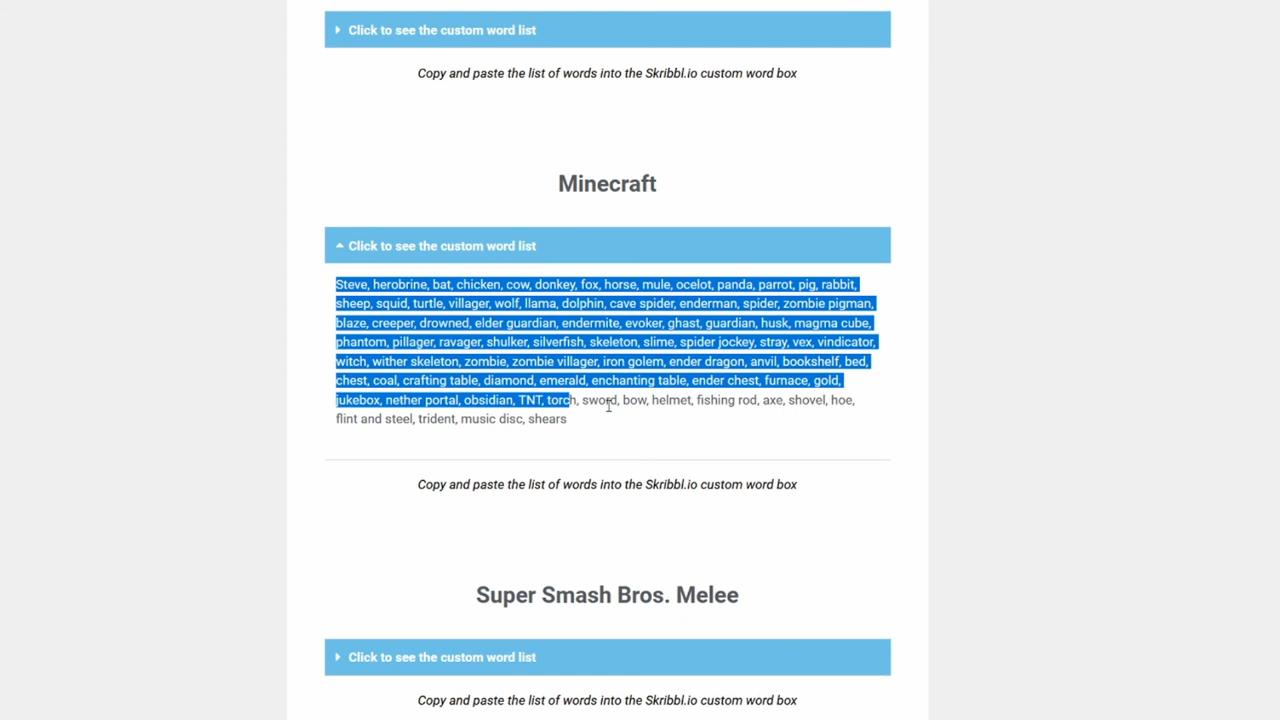 Click to see the custom word list
Copy and paste the list of words into the Skribbl.io custom word box
Minecraft
Click to see the custom word list
Steve, herobrine, bat, chicken, cow, donkey, fox, horse, mule, ocelot, panda, parrot, pig, rabbit,
sheep, squid, turtle, villager, wolf, llama, dolphin, cave spider, enderman, spider, zombie pigman,
blaze, creeper, drowned, elder guardian, endermite, evoker, ghast, guardian, husk, magma cube,
phantom, pillager, ravager, shulker, silverfish, skeleton, slime, spider jockey, stray, vex, vindicator,
witch, wither skeleton, zombie, zombie villager, iron golem, ender dragon, anvil, bookshelf, bed,
chest, coal, crafting table, diamond, emerald, enchanting table, ender chest, furnace, gold,
jukebox, nether portal, obsidian, TNT, torch, sword, bow, helmet, fishing rod, axe, shovel, hoe,
flint and steel, trident, music disc, shears
Copy and paste the list of words into the Skribbl.io custom word box
Super Smash Bros. Melee
Click to see the custom word list
Copy and paste the list of words into the Skribbl.io custom word box